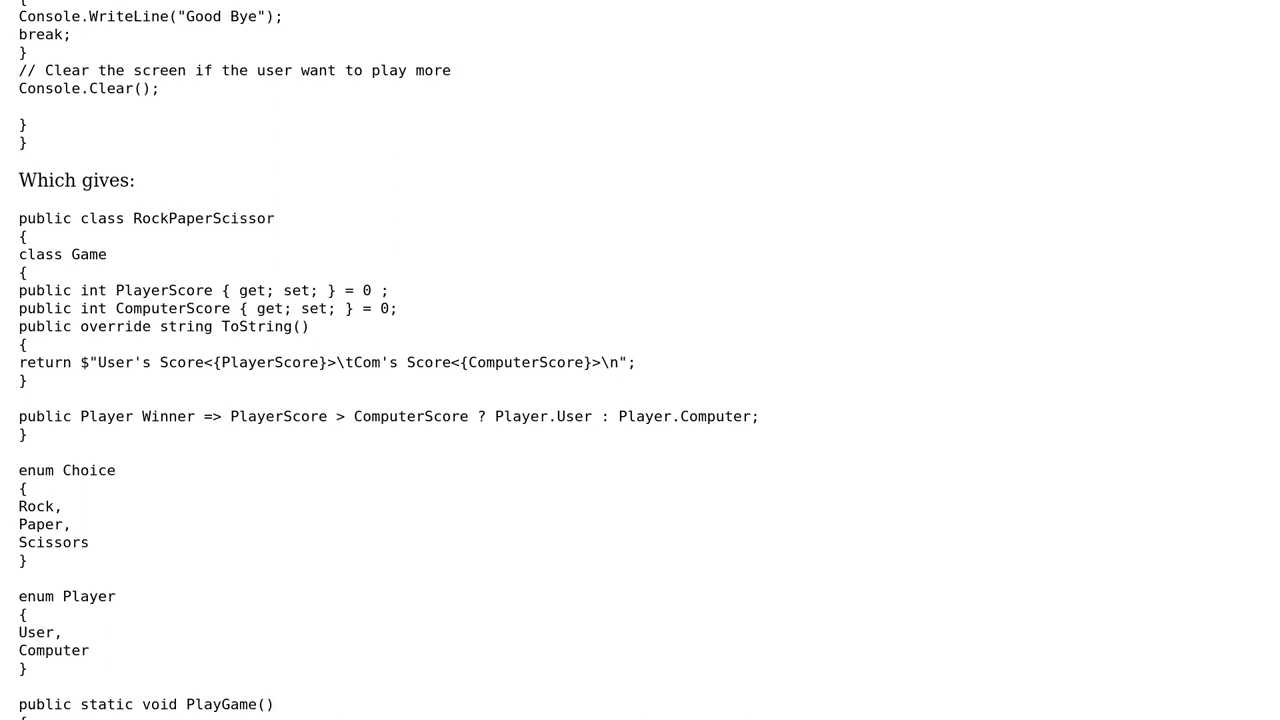 {
Console.WriteLine("Good Bye");
break;
}
// Clear the screen if the user want to play more
Console.Clear();

}
}

Which gives:

public class RockPaperScissor
{
class Game
{
public int PlayerScore { get; set; } = 0 ;
public int ComputerScore { get; set; } = 0;
public override string ToString()
{
return $"User's Score<{PlayerScore}>\tCom's Score<{ComputerScore}>\n";
}

public Player Winner => PlayerScore > ComputerScore ? Player.User : Player.Computer;
}

enum Choice
{
Rock,
Paper,
Scissors
}

enum Player
{
User,
Computer
}

public static void PlayGame()
{